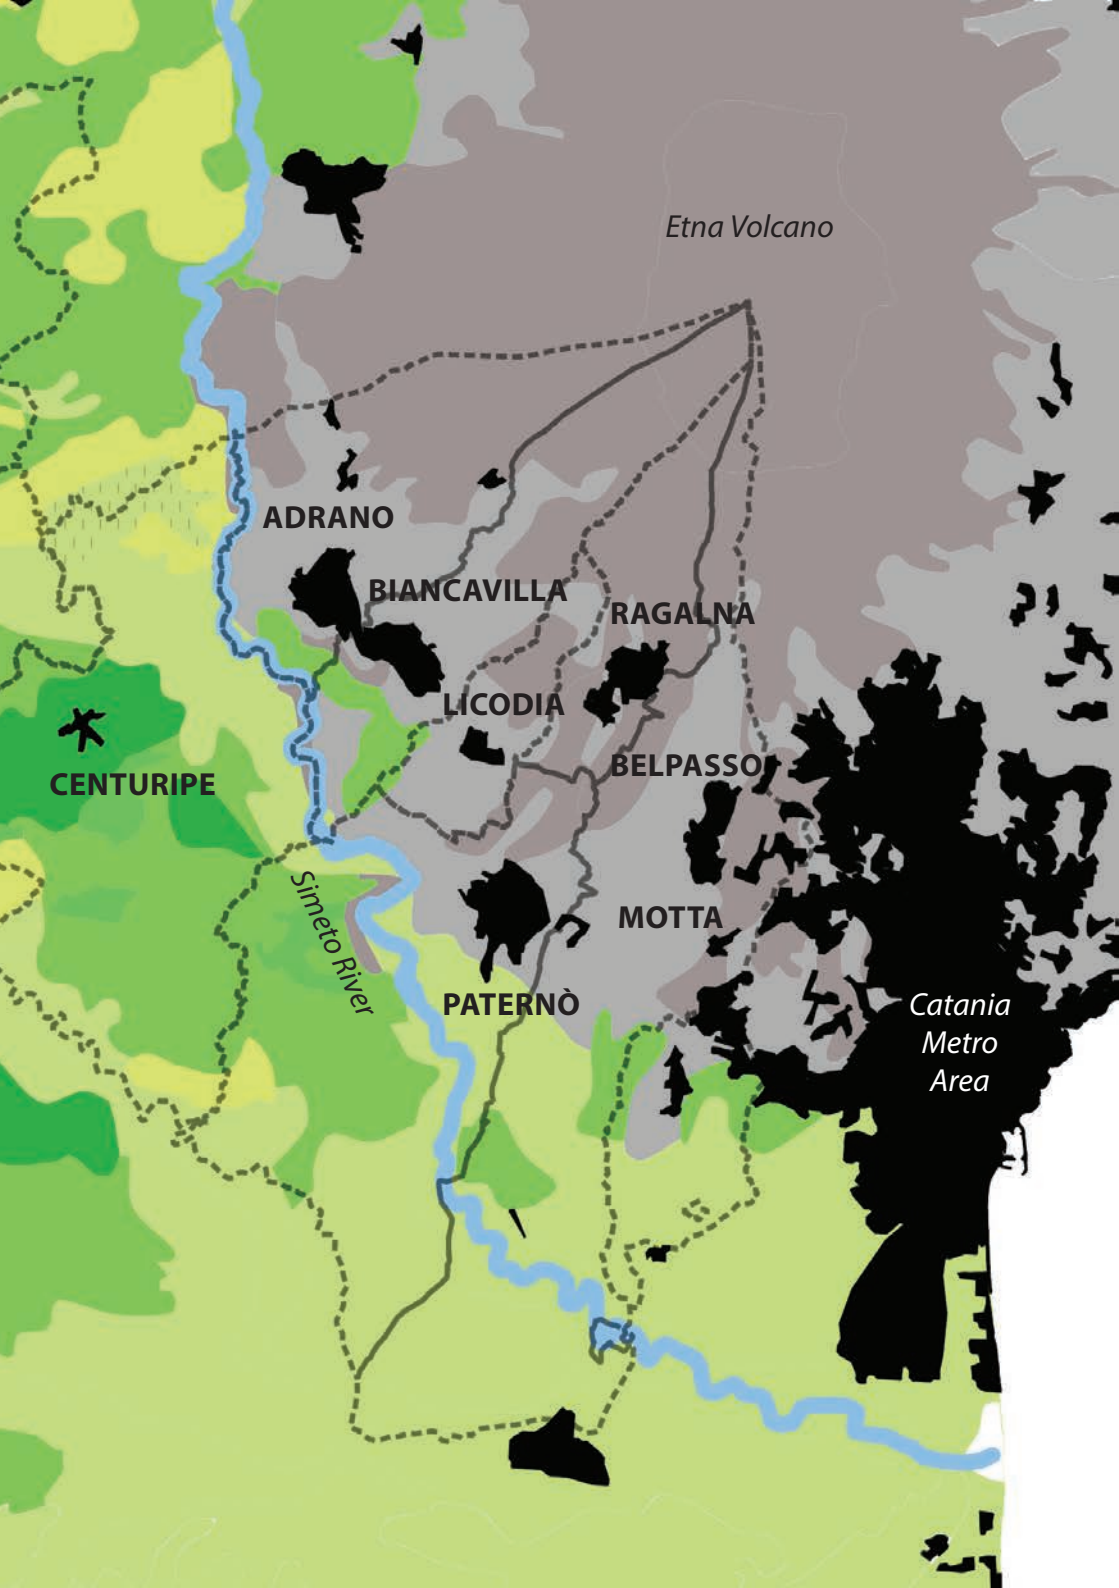 Etna Volcano
ADRANO
BIANCAVILLA
RAGALNA
LICODIA
BELPASSO
CENTURIPE
Simeto River
MOTTA
PATERNÒ
Catania
Metro
Area